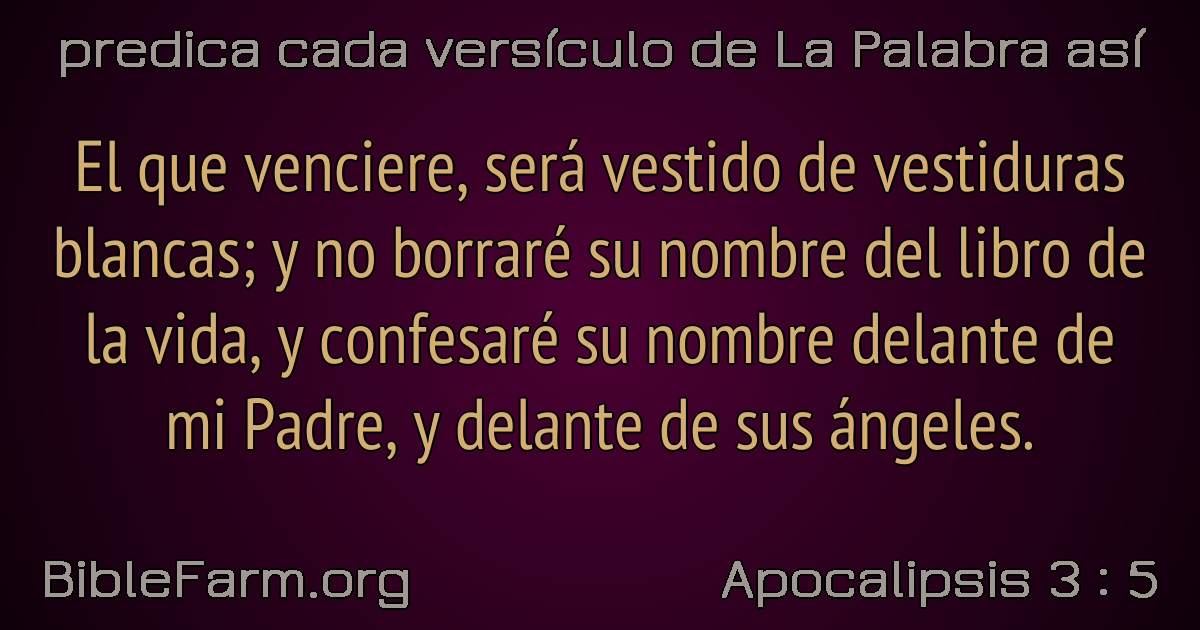 predica cada versículo de La Palabra así
El que venciere, será vestido de vestiduras
blancas; y no borraré su nombre del libro de
la vida, y confesaré su nombre delante de
mi Padre, y delante de sus ángeles.
BibleFarm.org
Apocalipsis 3 : 5